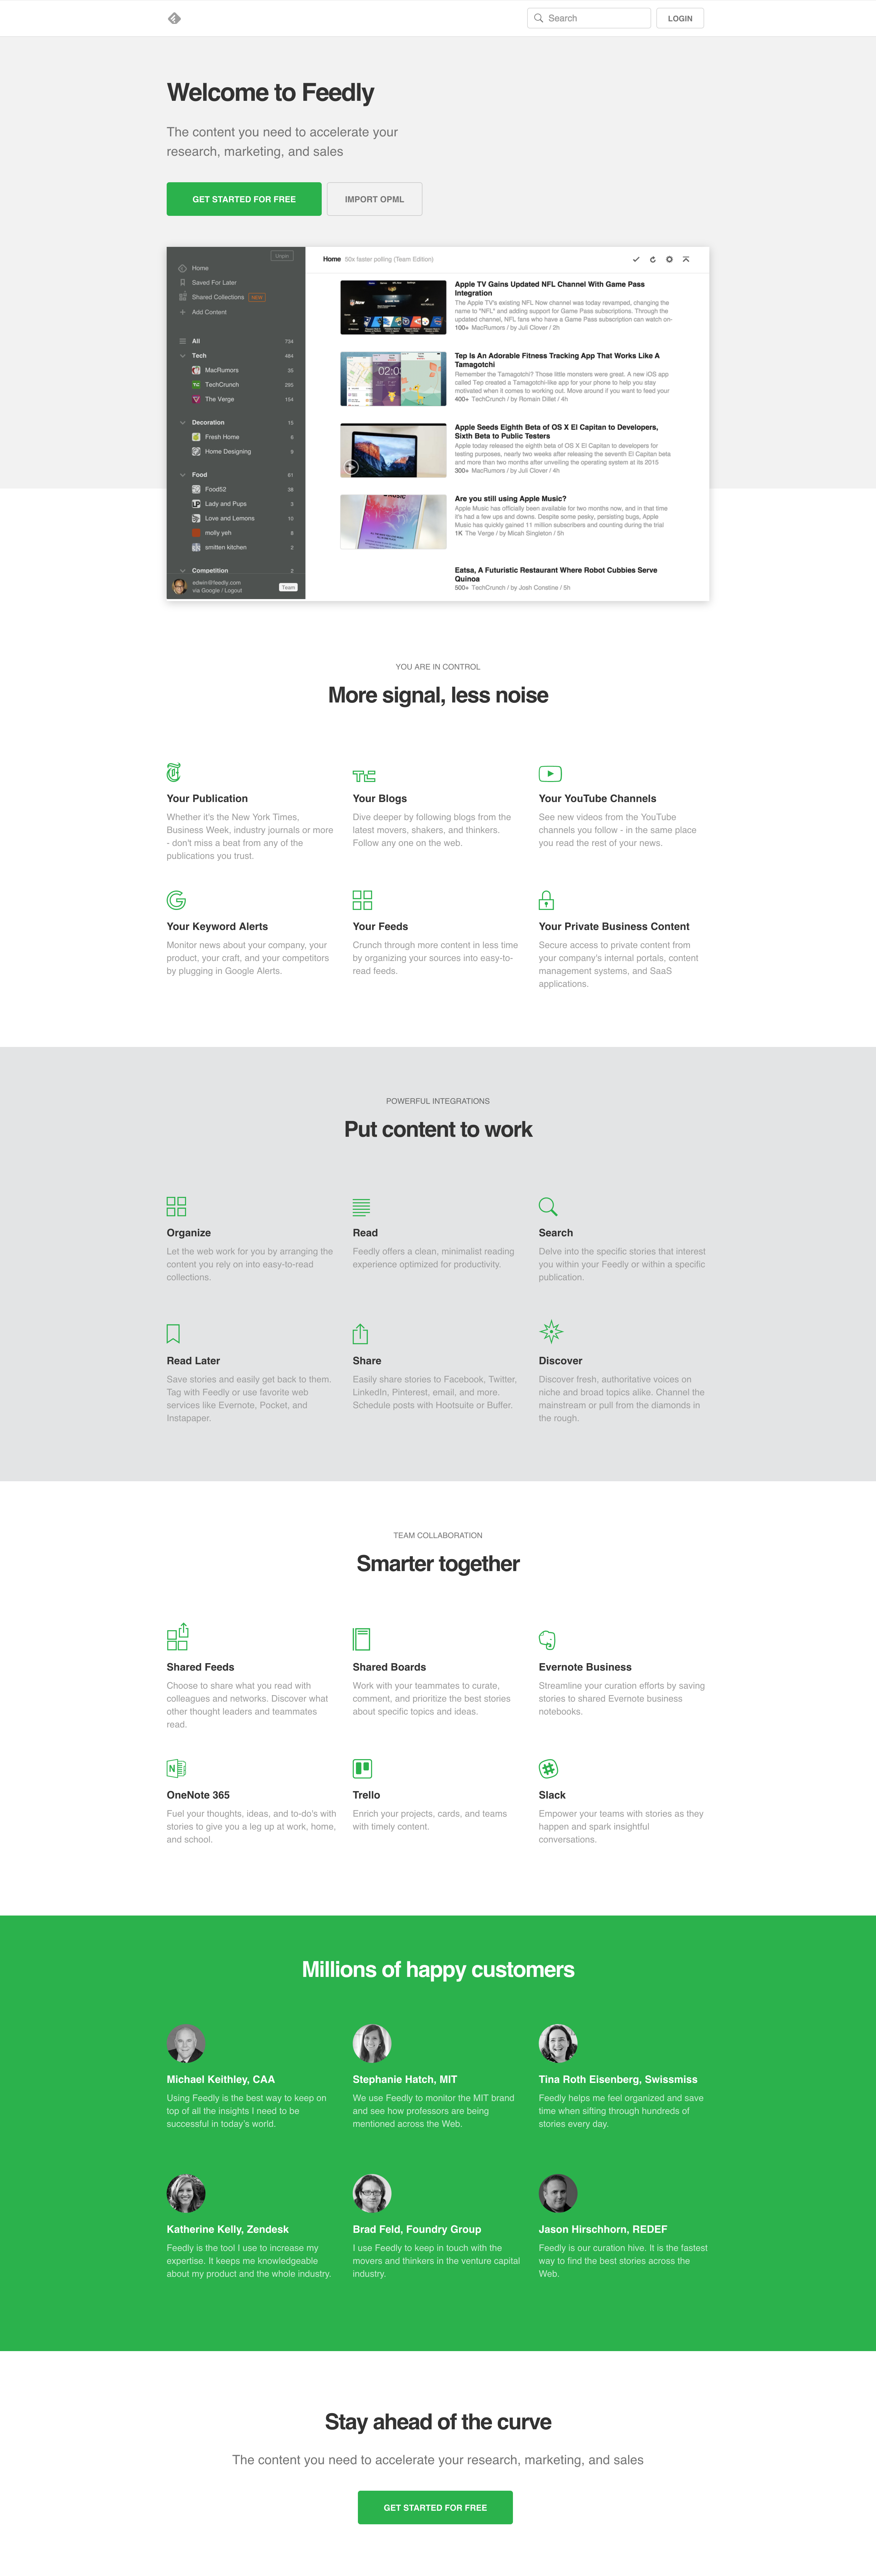 Search
LOGIN
Welcome to Feedly
The content you need to accelerate your
research, marketing, and sales
GET STARTED FOR FREE
IMPORT OPML
Unpin
Home
Saved For Later
Shared Collections NEW
Add Content
All 734
Tech 484
MacRumors 35
TechCrunch 295
The Verge 154
Decoration 15
Fresh Home 6
Home Designing 9
Food 61
Food52 38
Lady and Pups 3
Love and Lemons 10
molly yeh 8
smitten kitchen 2
Competition 2
edwin@feedly.com
via Google / Logout
Team
Home 50x faster polling (Team Edition)
Apple TV Gains Updated NFL Channel With Game Pass
Integration
The Apple TV's existing NFL Now channel was today revamped, changing the
name to "NFL" and adding support for Game Pass subscriptions. Through the
updated channel, NFL fans who have a Game Pass subscription can watch on-
100+ MacRumors / by Juli Clover / 2h
Tep Is An Adorable Fitness Tracking App That Works Like A
Tamagotchi
Remember the Tamagotchi? Those little monsters were great. A new iOS app
called Tep created a Tamagotchi-like app for your phone to help you stay
motivated when it comes to working out. Move around if you want to feed your
400+ TechCrunch / by Romain Dillet / 4h
Apple Seeds Eighth Beta of OS X El Capitan to Developers,
Sixth Beta to Public Testers
Apple today released the eighth beta of OS X El Capitan to developers for
testing purposes, nearly two weeks after releasing the seventh El Capitan beta
and more than two months after unveiling the operating system at its 2015
300+ MacRumors / by Juli Clover / 4h
Are you still using Apple Music?
Apple Music has officially been available for two months now, and in that time
it's had a few ups and downs. Despite some pesky, persisting bugs, Apple
Music has quickly gained 11 million subscribers and counting during the trial
1K The Verge / by Micah Singleton / 5h
Eatsa, A Futuristic Restaurant Where Robot Cubbies Serve
Quinoa
500+ TechCrunch / by Josh Constine / 5h
YOU ARE IN CONTROL
More signal, less noise
Your Publication
Whether it's the New York Times,
Business Week, industry journals or more
- don't miss a beat from any of the
publications you trust.
Your Blogs
Dive deeper by following blogs from the
latest movers, shakers, and thinkers.
Follow any one on the web.
Your YouTube Channels
See new videos from the YouTube
channels you follow - in the same place
you read the rest of your news.
Your Keyword Alerts
Monitor news about your company, your
product, your craft, and your competitors
by plugging in Google Alerts.
Your Feeds
Crunch through more content in less time
by organizing your sources into easy-to-
read feeds.
Your Private Business Content
Secure access to private content from
your company's internal portals, content
management systems, and SaaS
applications.
POWERFUL INTEGRATIONS
Put content to work
Organize
Let the web work for you by arranging the
content you rely on into easy-to-read
collections.
Read
Feedly offers a clean, minimalist reading
experience optimized for productivity.
Search
Delve into the specific stories that interest
you within your Feedly or within a specific
publication.
Read Later
Save stories and easily get back to them.
Tag with Feedly or use favorite web
services like Evernote, Pocket, and
Instapaper.
Share
Easily share stories to Facebook, Twitter,
LinkedIn, Pinterest, email, and more.
Schedule posts with Hootsuite or Buffer.
Discover
Discover fresh, authoritative voices on
niche and broad topics alike. Channel the
mainstream or pull from the diamonds in
the rough.
TEAM COLLABORATION
Smarter together
Shared Feeds
Choose to share what you read with
colleagues and networks. Discover what
other thought leaders and teammates
read.
Shared Boards
Work with your teammates to curate,
comment, and prioritize the best stories
about specific topics and ideas.
Evernote Business
Streamline your curation efforts by saving
stories to shared Evernote business
notebooks.
OneNote 365
Fuel your thoughts, ideas, and to-do's with
stories to give you a leg up at work, home,
and school.
Trello
Enrich your projects, cards, and teams
with timely content.
Slack
Empower your teams with stories as they
happen and spark insightful
conversations.
Millions of happy customers
Michael Keithley, CAA
Using Feedly is the best way to keep on
top of all the insights I need to be
successful in today's world.
Stephanie Hatch, MIT
We use Feedly to monitor the MIT brand
and see how professors are being
mentioned across the Web.
Tina Roth Eisenberg, Swissmiss
Feedly helps me feel organized and save
time when sifting through hundreds of
stories every day.
Katherine Kelly, Zendesk
Feedly is the tool I use to increase my
expertise. It keeps me knowledgeable
about my product and the whole industry.
Brad Feld, Foundry Group
I use Feedly to keep in touch with the
movers and thinkers in the venture capital
industry.
Jason Hirschhorn, REDEF
Feedly is our curation hive. It is the fastest
way to find the best stories across the
Web.
Stay ahead of the curve
The content you need to accelerate your research, marketing, and sales
GET STARTED FOR FREE